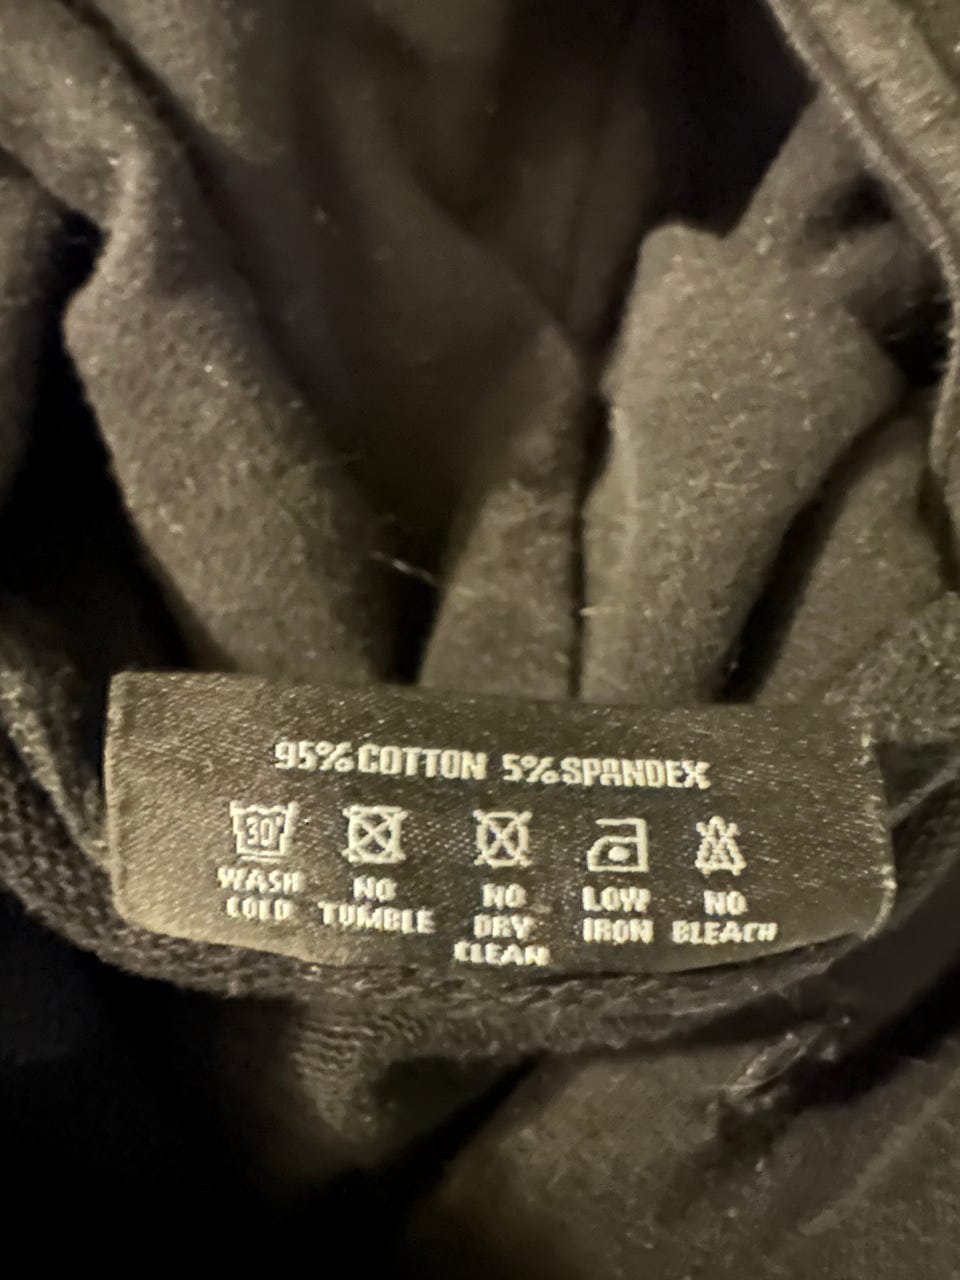 95% COTTON 5% SPANDEX
30°
WASH COLD
NO TUMBLE
NO DRY CLEAN
LOW IRON
NO BLEACH